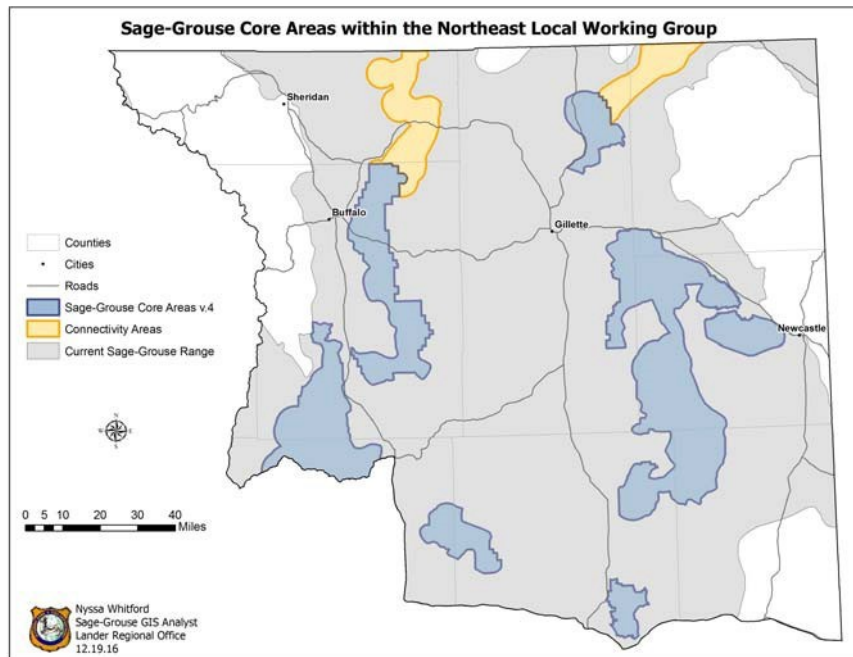 Sage-Grouse Core Areas within the Northeast Local Working Group
Sheridan
Buffalo
Gillette
Newcastle
Counties
Cities
Roads
Sage-Grouse Core Areas v.4
Connectivity Areas
Current Sage-Grouse Range
N
W
E
S
0 5 10 20 30 40
Miles
Nyssa Whitford
Sage-Grouse GIS Analyst
Lander Regional Office
12.19.16